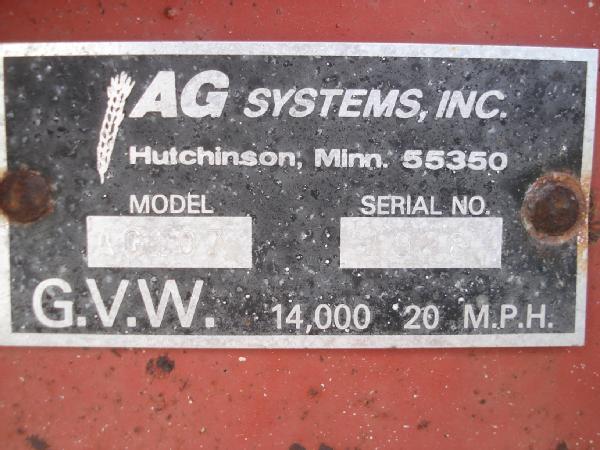 AG SYSTEMS, INC.
Hutchinson, Minn. 55350
MODEL SERIAL NO.
G.V.W. 14,000 20 M.P.H.